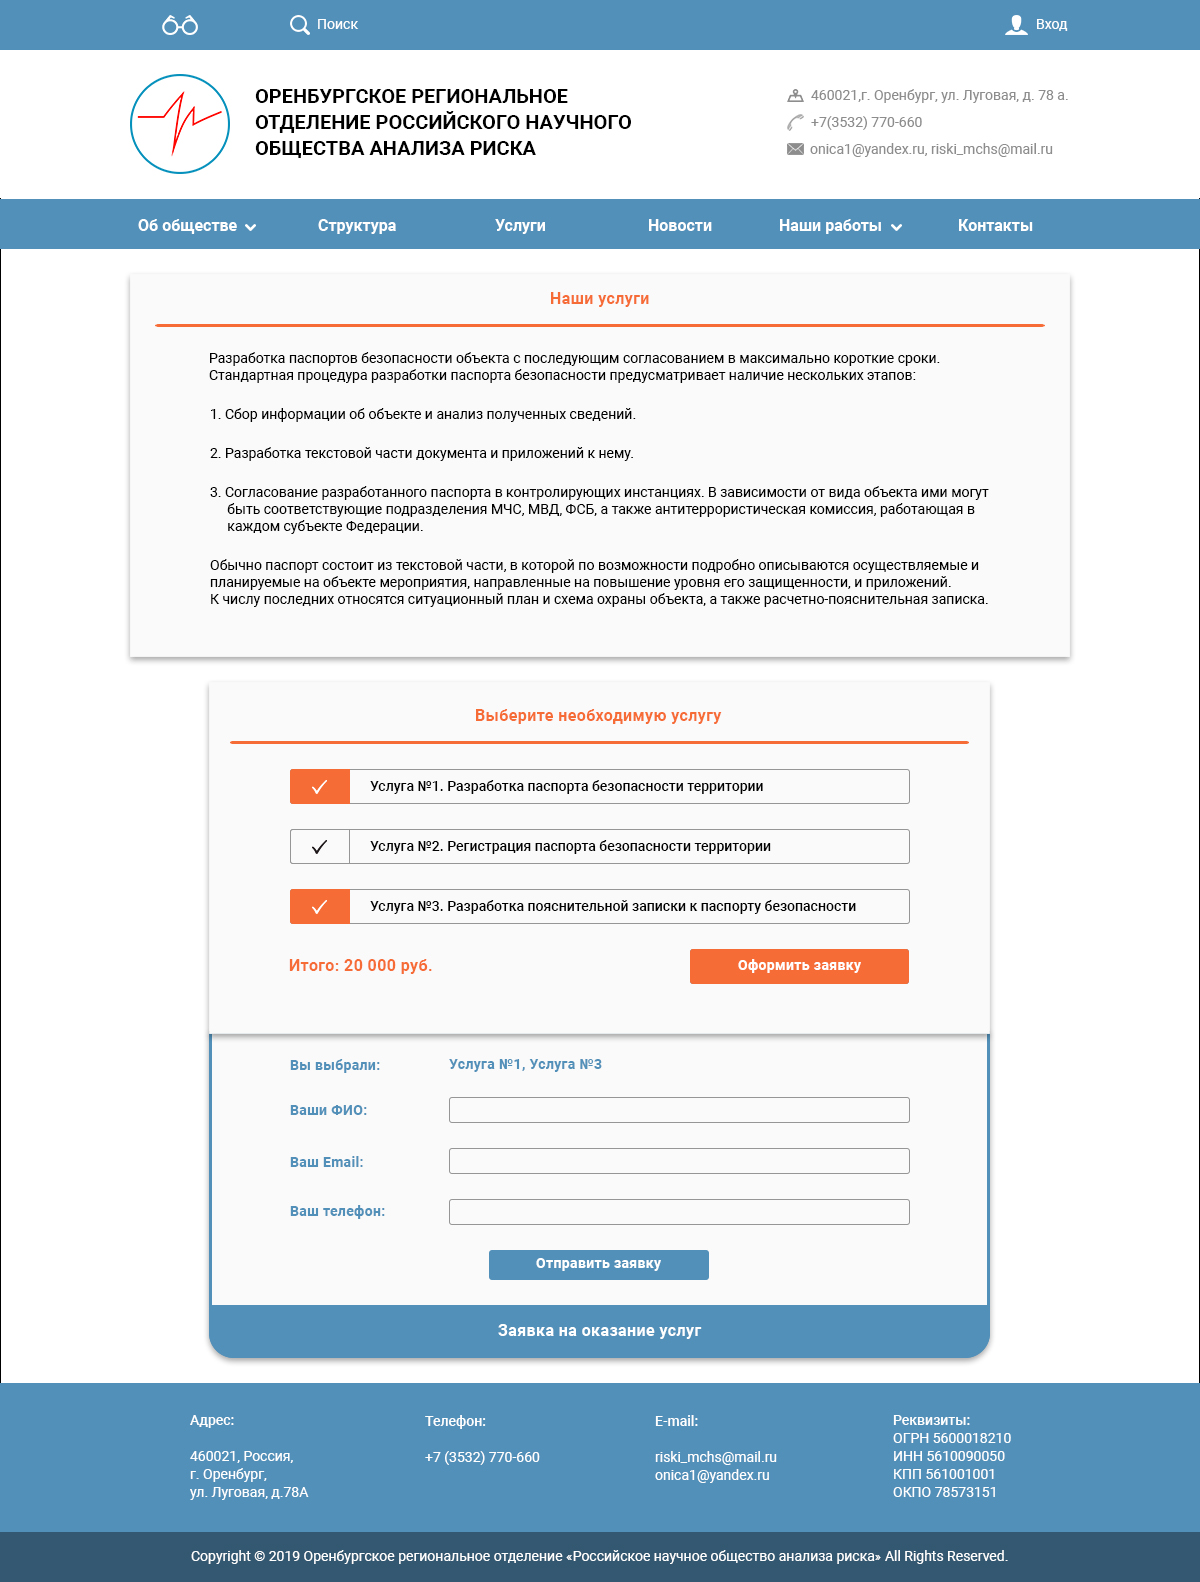 Поиск
Вход
ОРЕНБУРГСКОЕ РЕГИОНАЛЬНОЕ
ОТДЕЛЕНИЕ РОССИЙСКОГО НАУЧНОГО
ОБЩЕСТВА АНАЛИЗА РИСКА
460021,г. Оренбург, ул. Луговая, д. 78 а.
+7(3532) 770-660
onica1@yandex.ru, riski_mchs@mail.ru
Об обществе
Структура
Услуги
Новости
Наши работы
Контакты
Наши услуги
Разработка паспортов безопасности объекта с последующим согласованием в максимально короткие сроки.
Стандартная процедура разработки паспорта безопасности предусматривает наличие нескольких этапов:
1. Сбор информации об объекте и анализ полученных сведений.
2. Разработка текстовой части документа и приложений к нему.
3. Согласование разработанного паспорта в контролирующих инстанциях. В зависимости от вида объекта ими могут
быть соответствующие подразделения МЧС, МВД, ФСБ, а также антитеррористическая комиссия, работающая в
каждом субъекте Федерации.
Обычно паспорт состоит из текстовой части, в которой по возможности подробно описываются осуществляемые и
планируемые на объекте мероприятия, направленные на повышение уровня его защищенности, и приложений.
К числу последних относятся ситуационный план и схема охраны объекта, а также расчетно-пояснительная записка.
Выберите необходимую услугу
Услуга №1. Разработка паспорта безопасности территории
Услуга №2. Регистрация паспорта безопасности территории
Услуга №3. Разработка пояснительной записки к паспорту безопасности
Итого: 20 000 руб.
Оформить заявку
Вы выбрали:
Услуга №1, Услуга №3
Ваши ФИО:
Ваш Email:
Ваш телефон:
Отправить заявку
Заявка на оказание услуг
Адрес:
460021, Россия,
г. Оренбург,
ул. Луговая, д.78А
Телефон:
+7 (3532) 770-660
E-mail:
riski_mchs@mail.ru
onica1@yandex.ru
Реквизиты:
ОГРН 5600018210
ИНН 5610090050
КПП 561001001
ОКПО 78573151
Copyright © 2019 Оренбургское региональное отделение «Российское научное общество анализа риска» All Rights Reserved.